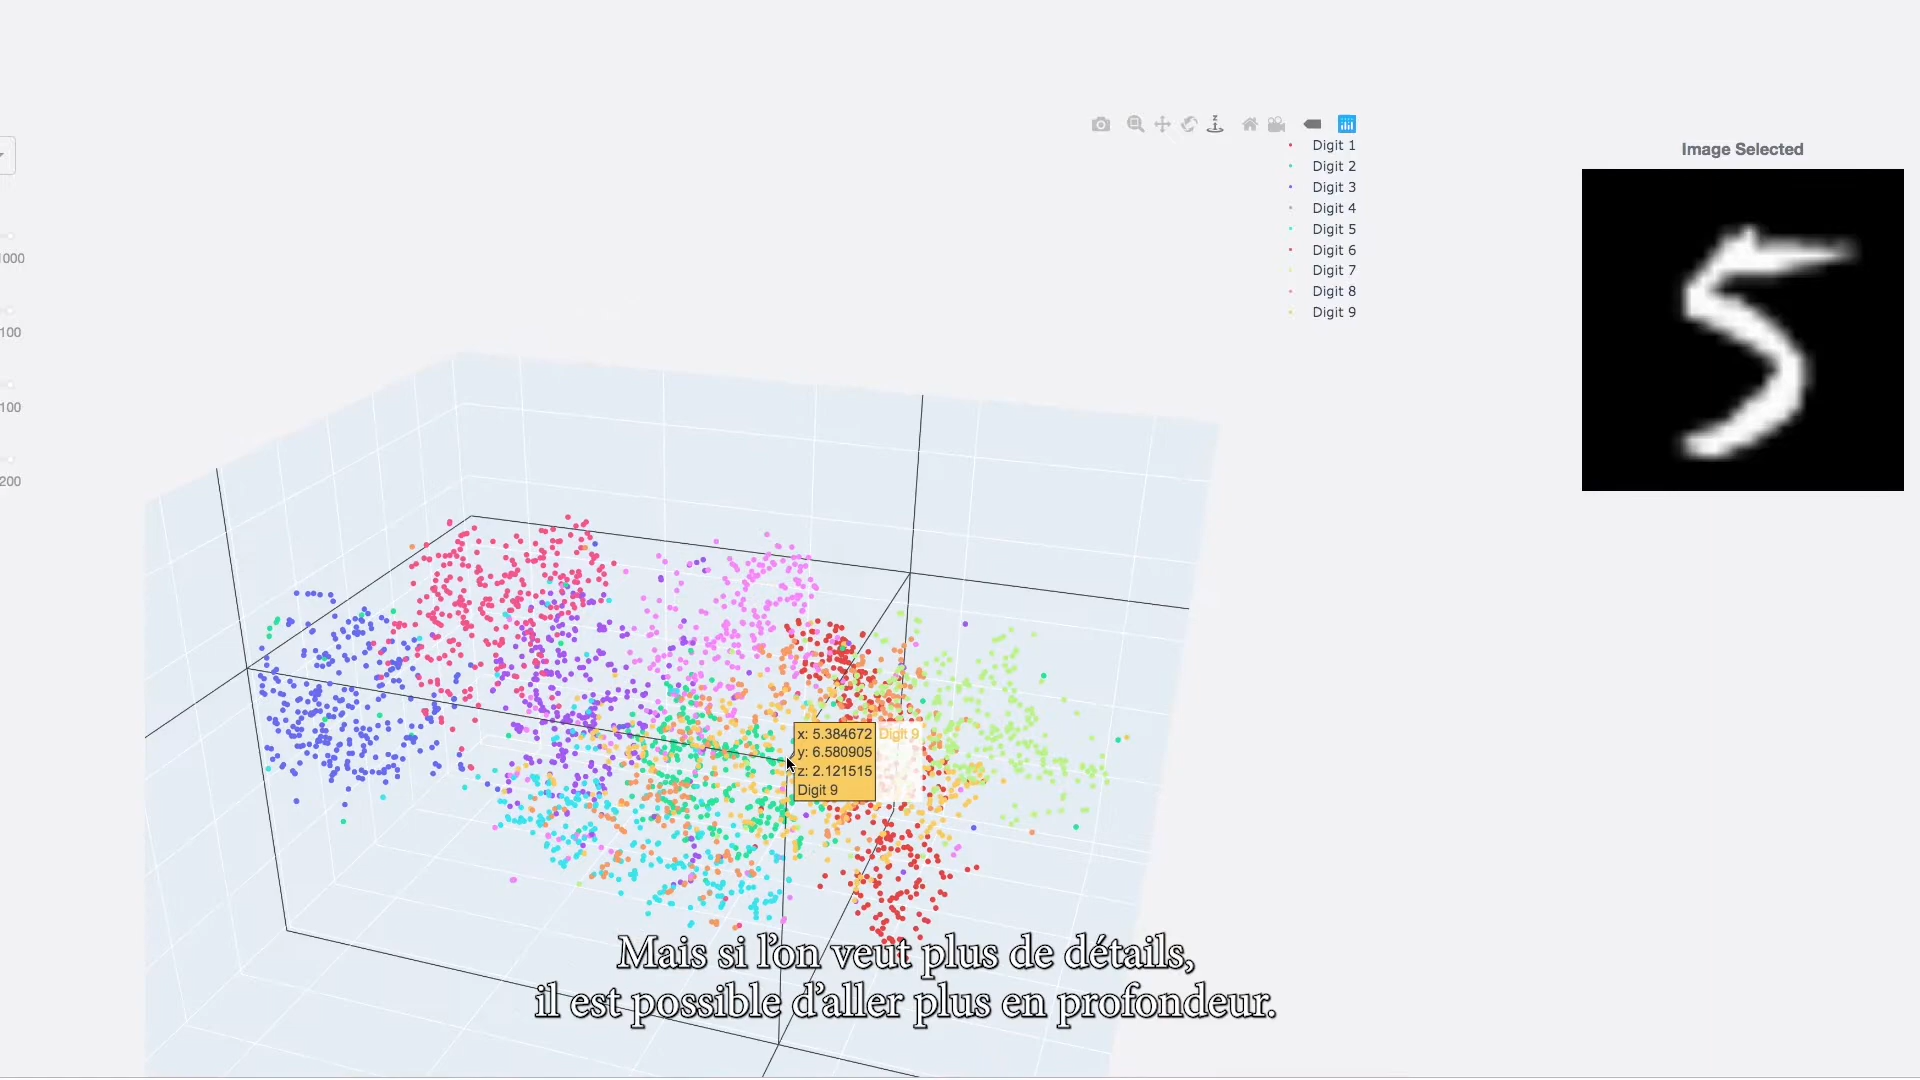 Digit 1
Digit 2
Digit 3
Digit 4
Digit 5
Digit 6
Digit 7
Digit 8
Digit 9
Image Selected
5
1000
100
100
200
x: 5.384672
y: 6.580905
z: 2.121515
Digit 9
Digit 9
Mais si l'on veut plus de détails,
il est possible d'aller plus en profondeur.